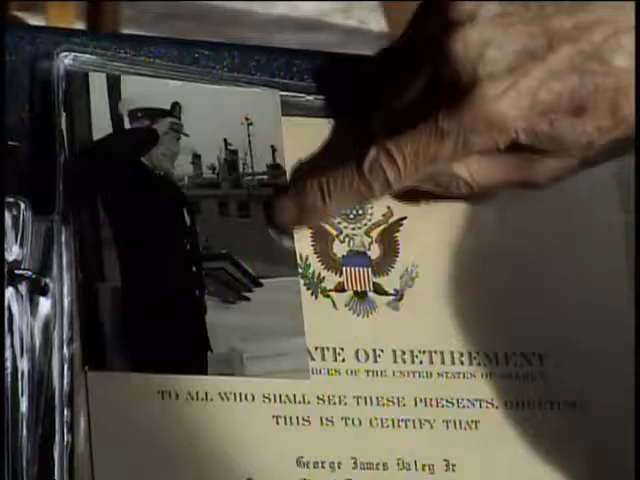 ATE OF RETIREMENT
RCES OF THE UNITED STATES OF AMERICA
TO ALL WHO SHALL SEE THESE PRESENTS, GREETING
THIS IS TO CERTIFY THAT
George James Daley Jr